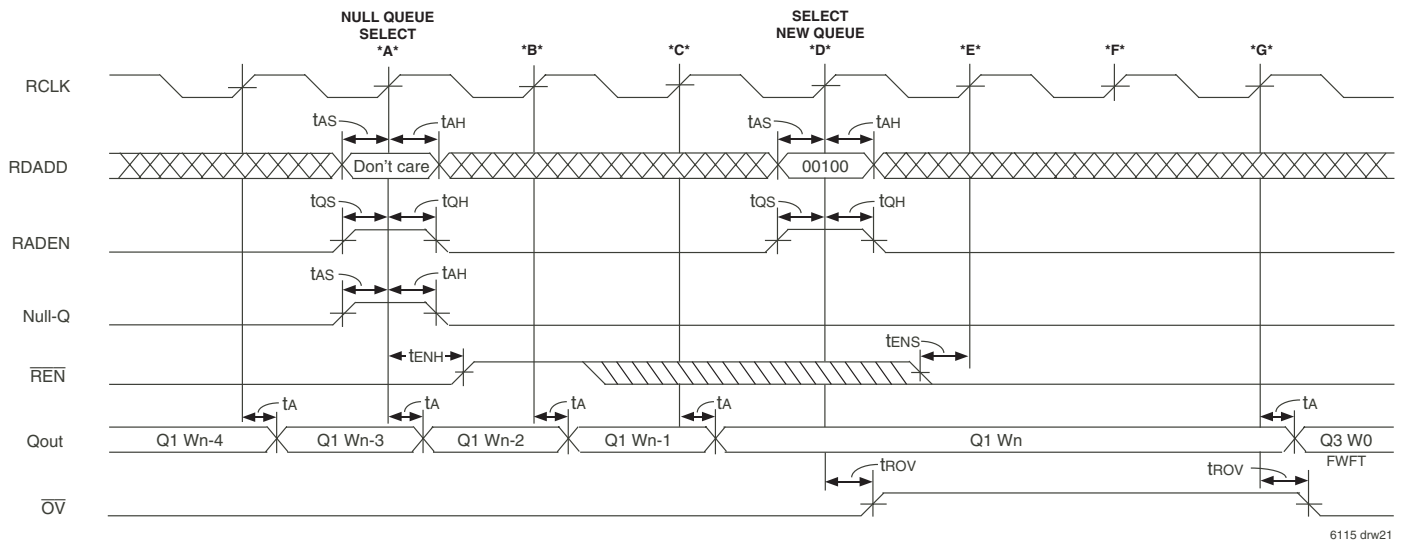 NULL QUEUE
SELECT
*A*
*B*
*C*
SELECT
NEW QUEUE
*D*
*E*
*F*
*G*
RCLK
tAS
tAH
tAS
tAH
RDADD
Don't care
00100
tQS
tQH
tQS
tQH
RADEN
tAS
tAH
Null-Q
tENH
tENS
REN
tA
tA
tA
tA
tA
Qout
Q1 Wn-4
Q1 Wn-3
Q1 Wn-2
Q1 Wn-1
Q1 Wn
Q3 W0
FWFT
tROV
tROV
OV
6115 drw21